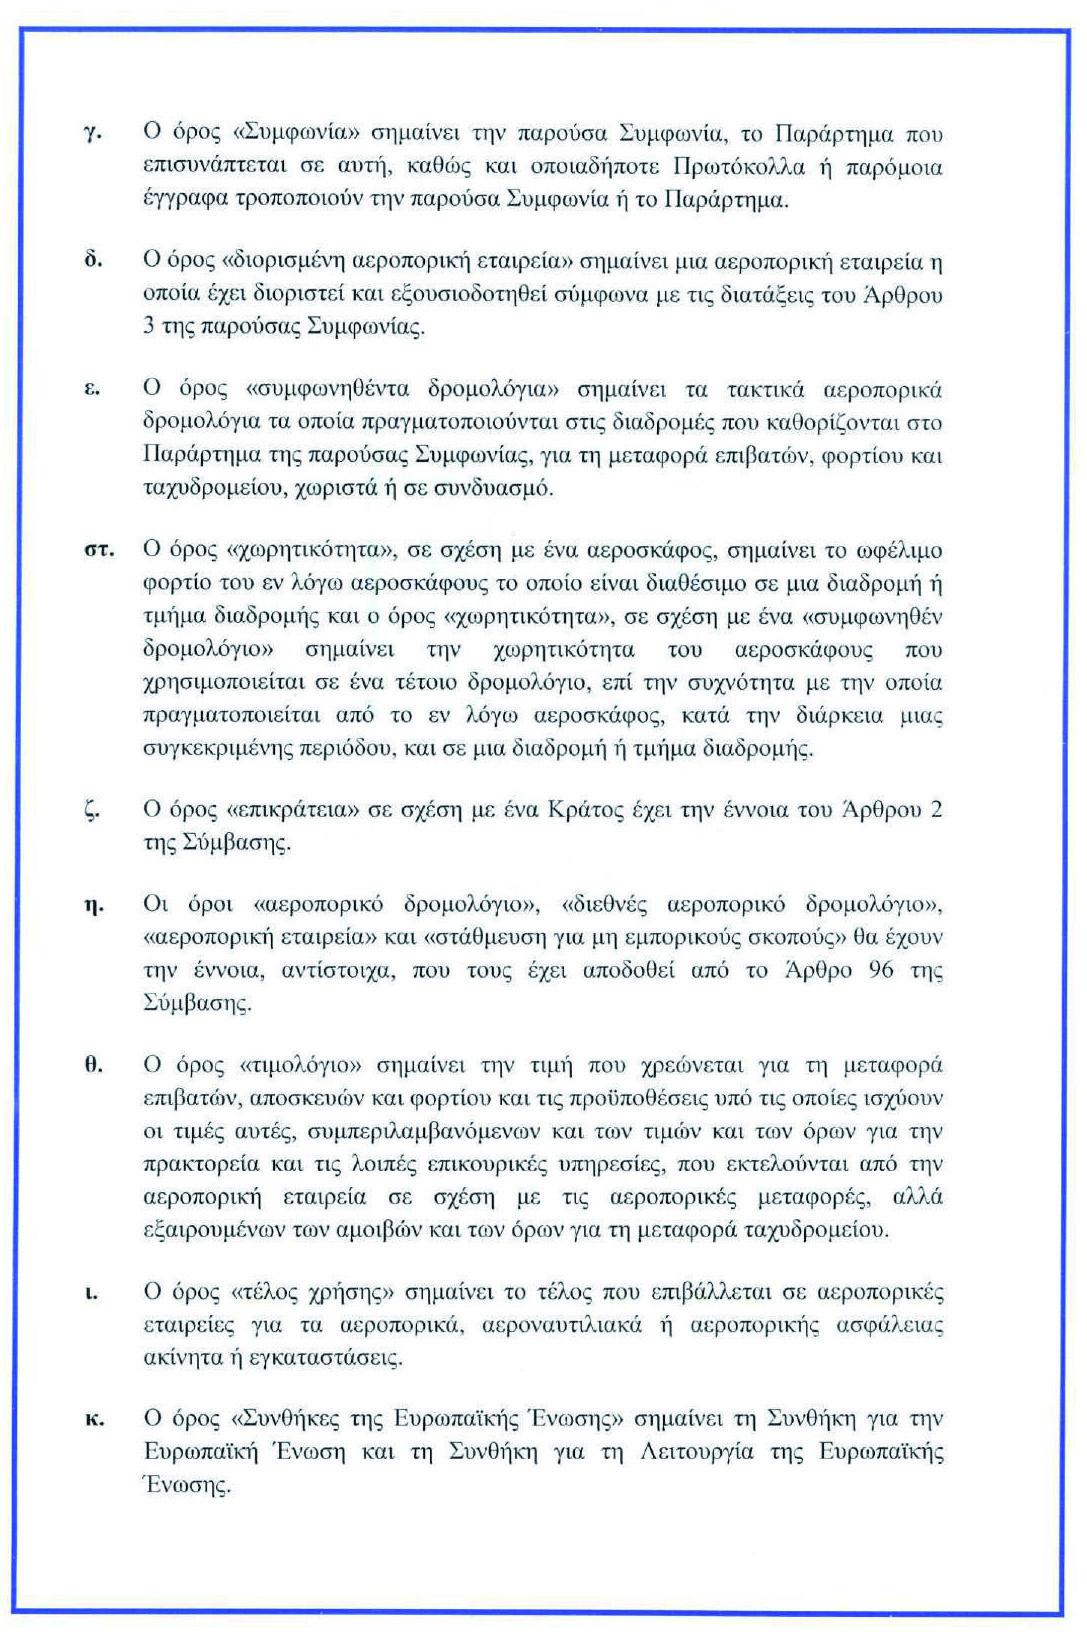 γ. Ο όρος «Συμφωνία» σημαίνει την παρούσα Συμφωνία, το Παράρτημα που
επισυνάπτεται σε αυτή, καθώς και οποιαδήποτε Πρωτόκολλα ή παρόμοια
έγγραφα τροποποιούν την παρούσα Συμφωνία ή το Παράρτημα.
δ. Ο όρος «διορισμένη αεροπορική εταιρεία» σημαίνει μια αεροπορική εταιρεία η
οποία έχει διοριστεί και εξουσιοδοτηθεί σύμφωνα με τις διατάξεις του Άρθρου
3 της παρούσας Συμφωνίας.
ε. Ο όρος «συμφωνηθέντα δρομολόγια» σημαίνει τα τακτικά αεροπορικά
δρομολόγια τα οποία πραγματοποιούνται στις διαδρομές που καθορίζονται στο
Παράρτημα της παρούσας Συμφωνίας, για τη μεταφορά επιβατών, φορτίου και
ταχυδρομείου, χωριστά ή σε συνδυασμό.
στ. Ο όρος «χωρητικότητα», σε σχέση με ένα αεροσκάφος, σημαίνει το ωφέλιμο
φορτίο του εν λόγω αεροσκάφους το οποίο είναι διαθέσιμο σε μια διαδρομή ή
τμήμα διαδρομής και ο όρος «χωρητικότητα», σε σχέση με ένα «συμφωνηθέν
δρομολόγιο» σημαίνει την χωρητικότητα του αεροσκάφους που
χρησιμοποιείται σε ένα τέτοιο δρομολόγιο, επί την συχνότητα με την οποία
πραγματοποιείται από το εν λόγω αεροσκάφος, κατά την διάρκεια μιας
συγκεκριμένης περιόδου, και σε μια διαδρομή ή τμήμα διαδρομής.
ζ. Ο όρος «επικράτεια» σε σχέση με ένα Κράτος έχει την έννοια του Άρθρου 2
της Σύμβασης.
η. Οι όροι «αεροπορικό δρομολόγιο», «διεθνές αεροπορικό δρομολόγιο»,
«αεροπορική εταιρεία» και «στάθμευση για μη εμπορικούς σκοπούς» θα έχουν
την έννοια, αντίστοιχα, που τους έχει αποδοθεί από το Άρθρο 96 της
Σύμβασης.
θ. Ο όρος «τιμολόγιο» σημαίνει την τιμή που χρεώνεται για τη μεταφορά
επιβατών, αποσκευών και φορτίου και τις προϋποθέσεις υπό τις οποίες ισχύουν
οι τιμές αυτές, συμπεριλαμβανόμενων και των τιμών και των όρων για την
πρακτορεία και τις λοιπές επικουρικές υπηρεσίες, που εκτελούνται από την
αεροπορική εταιρεία σε σχέση με τις αεροπορικές μεταφορές, αλλά
εξαιρουμένων των αμοιβών και των όρων για τη μεταφορά ταχυδρομείου.
ι. Ο όρος «τέλος χρήσης» σημαίνει το τέλος που επιβάλλεται σε αεροπορικές
εταιρείες για τα αεροπορικά, αεροναυτιλιακά ή αεροπορικής ασφάλειας
ακίνητα ή εγκαταστάσεις.
κ. Ο όρος «Συνθήκες της Ευρωπαϊκής Ένωσης» σημαίνει τη Συνθήκη για την
Ευρωπαϊκή Ένωση και τη Συνθήκη για τη Λειτουργία της Ευρωπαϊκής
Ένωσης.